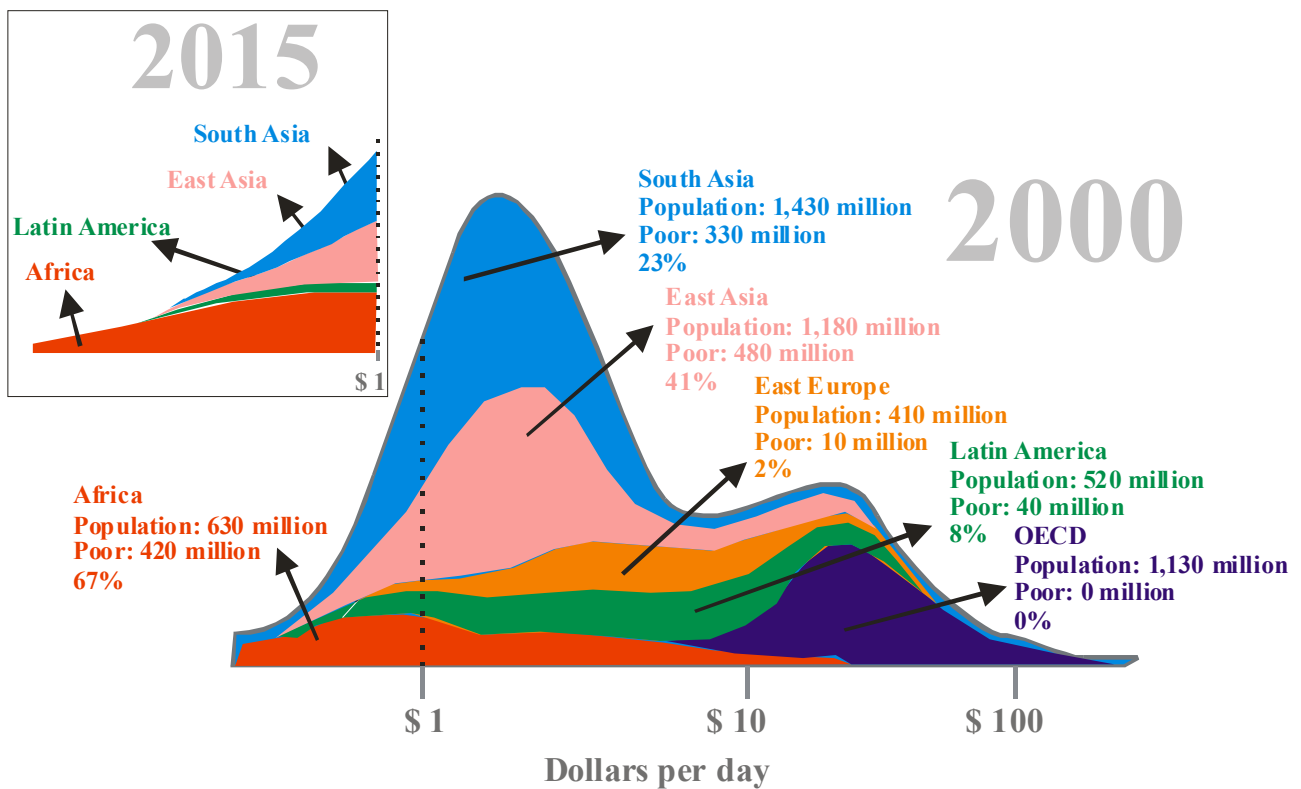 2015
South Asia
East Asia
Latin America
Africa
$ 1
2000
South Asia
Population: 1,430 million
Poor: 330 million
23%
East Asia
Population: 1,180 million
Poor: 480 million
41%
East Europe
Population: 410 million
Poor: 10 million
2%
Latin America
Population: 520 million
Poor: 40 million
8%
OECD
Population: 1,130 million
Poor: 0 million
0%
Africa
Population: 630 million
Poor: 420 million
67%
$ 1
$ 10
$ 100
Dollars per day